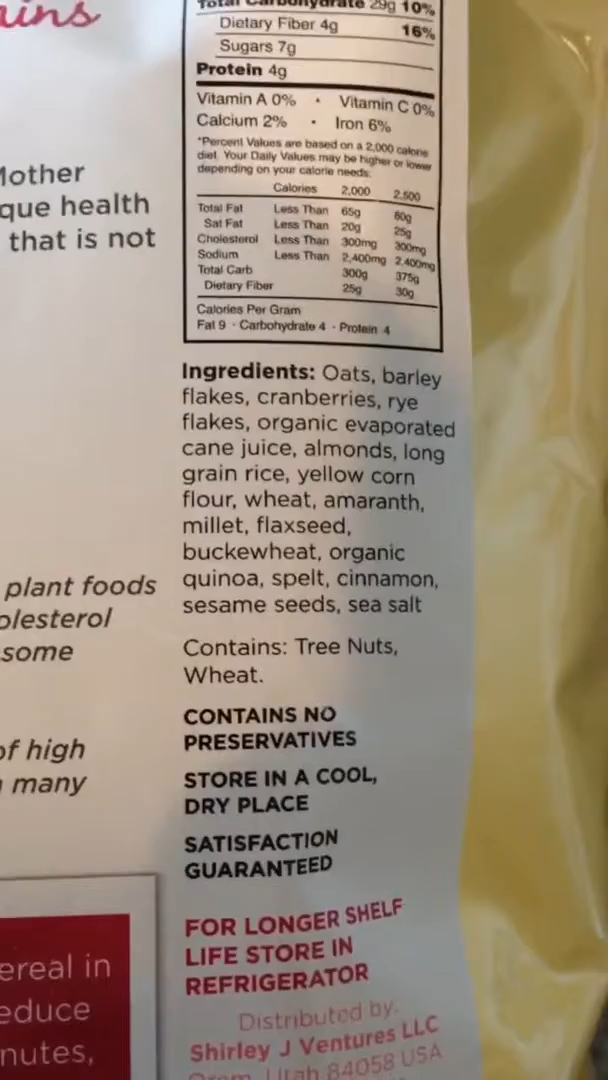 ains
Total Carbohydrate 29g 10%
Dietary Fiber 4g 16%
Sugars 7g
Protein 4g
Vitamin A 0% • Vitamin C 0%
Calcium 2% • Iron 6%
*Percent Values are based on a 2,000 calorie
diet. Your Daily Values may be higher or lower
depending on your calorie needs:
Calories 2,000 2,500
Total Fat Less Than 65g 80g
Sat Fat Less Than 20g 25g
Cholesterol Less Than 300mg 300mg
Sodium Less Than 2,400mg 2,400mg
Total Carb 300g 375g
Dietary Fiber 25g 30g
Calories Per Gram
Fat 9 · Carbohydrate 4 · Protein 4
Mother
que health
that is not
Ingredients: Oats, barley
flakes, cranberries, rye
flakes, organic evaporated
cane juice, almonds, long
grain rice, yellow corn
flour, wheat, amaranth,
millet, flaxseed,
buckewheat, organic
quinoa, spelt, cinnamon,
sesame seeds, sea salt
plant foods
olesterol
some
Contains: Tree Nuts,
Wheat.
of high
many
CONTAINS NO
PRESERVATIVES
STORE IN A COOL,
DRY PLACE
SATISFACTION
GUARANTEED
FOR LONGER SHELF
LIFE STORE IN
REFRIGERATOR
ereal in
educe
nutes,
Distributed by:
Shirley J Ventures LLC
Orem, Utah 84058 USA